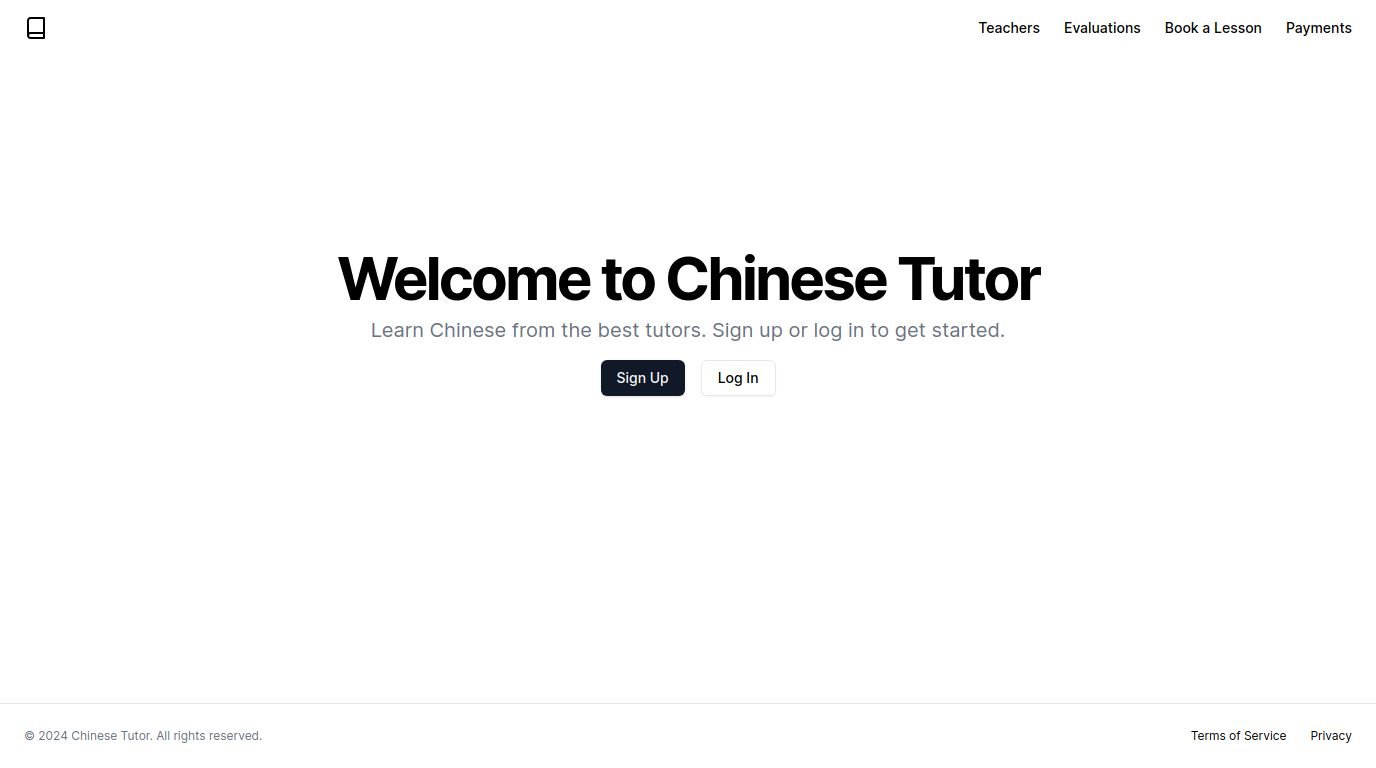 Teachers Evaluations Book a Lesson Payments
Welcome to Chinese Tutor
Learn Chinese from the best tutors. Sign up or log in to get started.
Sign Up Log In
© 2024 Chinese Tutor. All rights reserved. Terms of Service Privacy